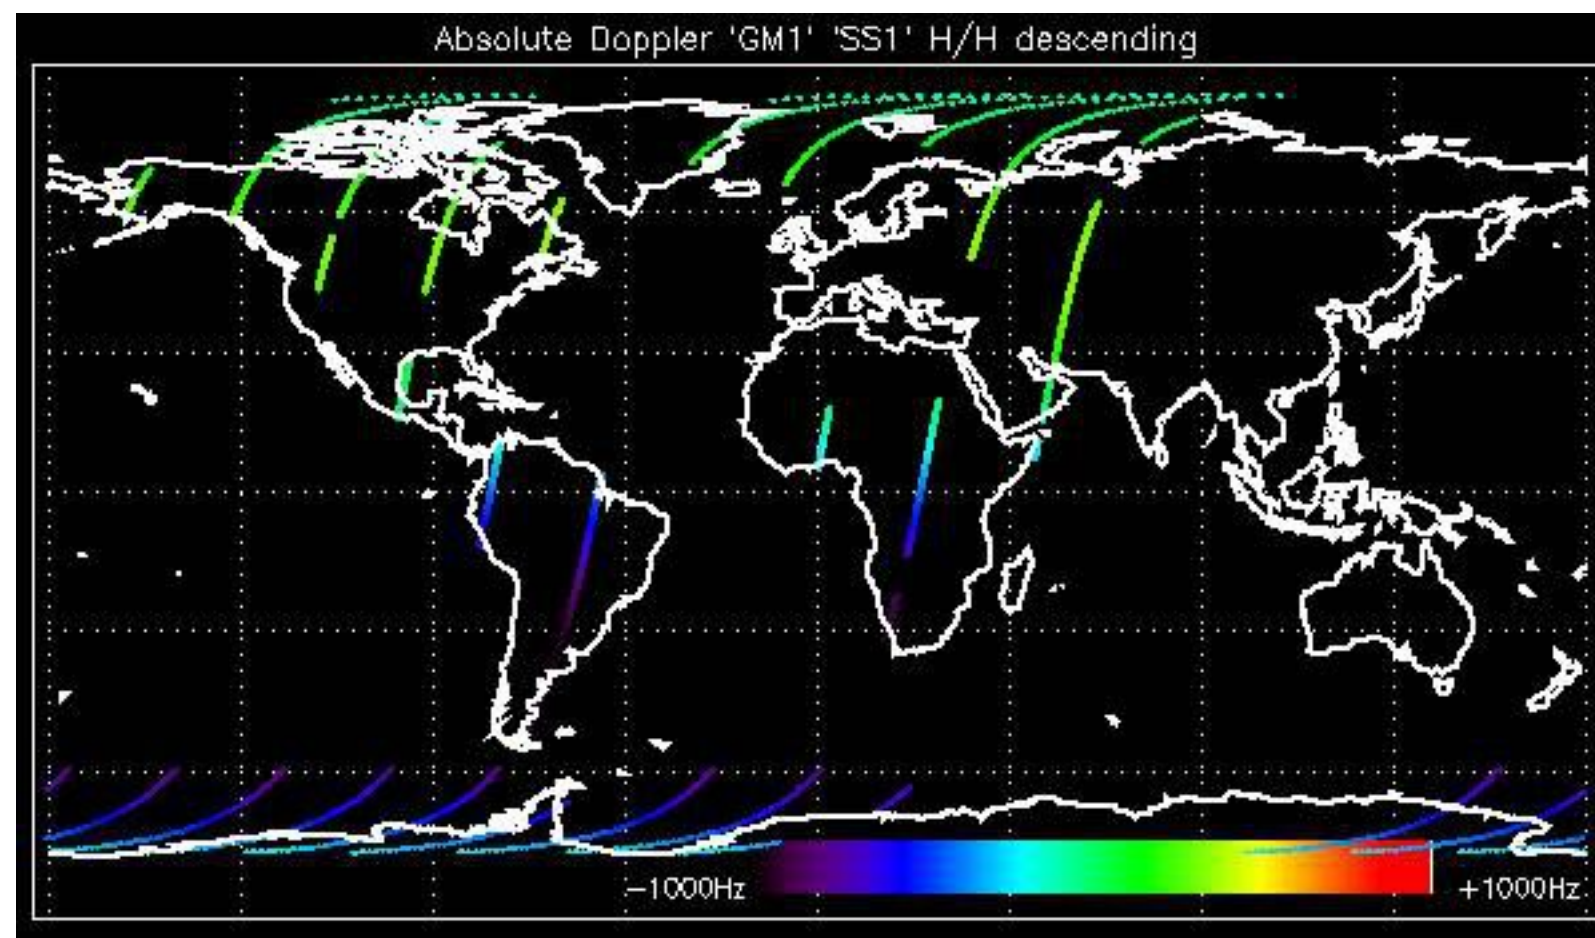 Absolute Doppler 'GM1' 'SS1' H/H descending
−1000Hz
+1000Hz